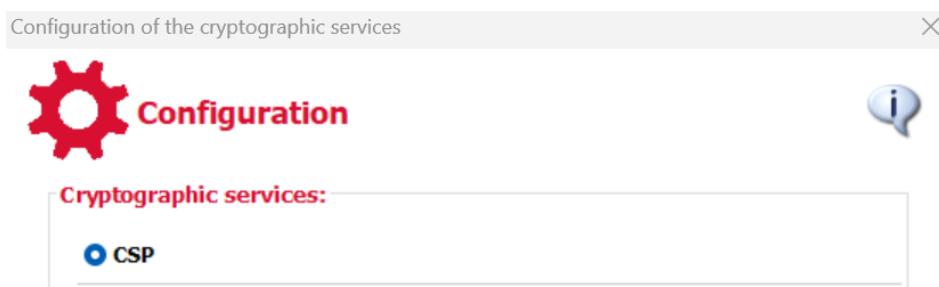 Configuration of the cryptographic services
Configuration
Cryptographic services:
CSP